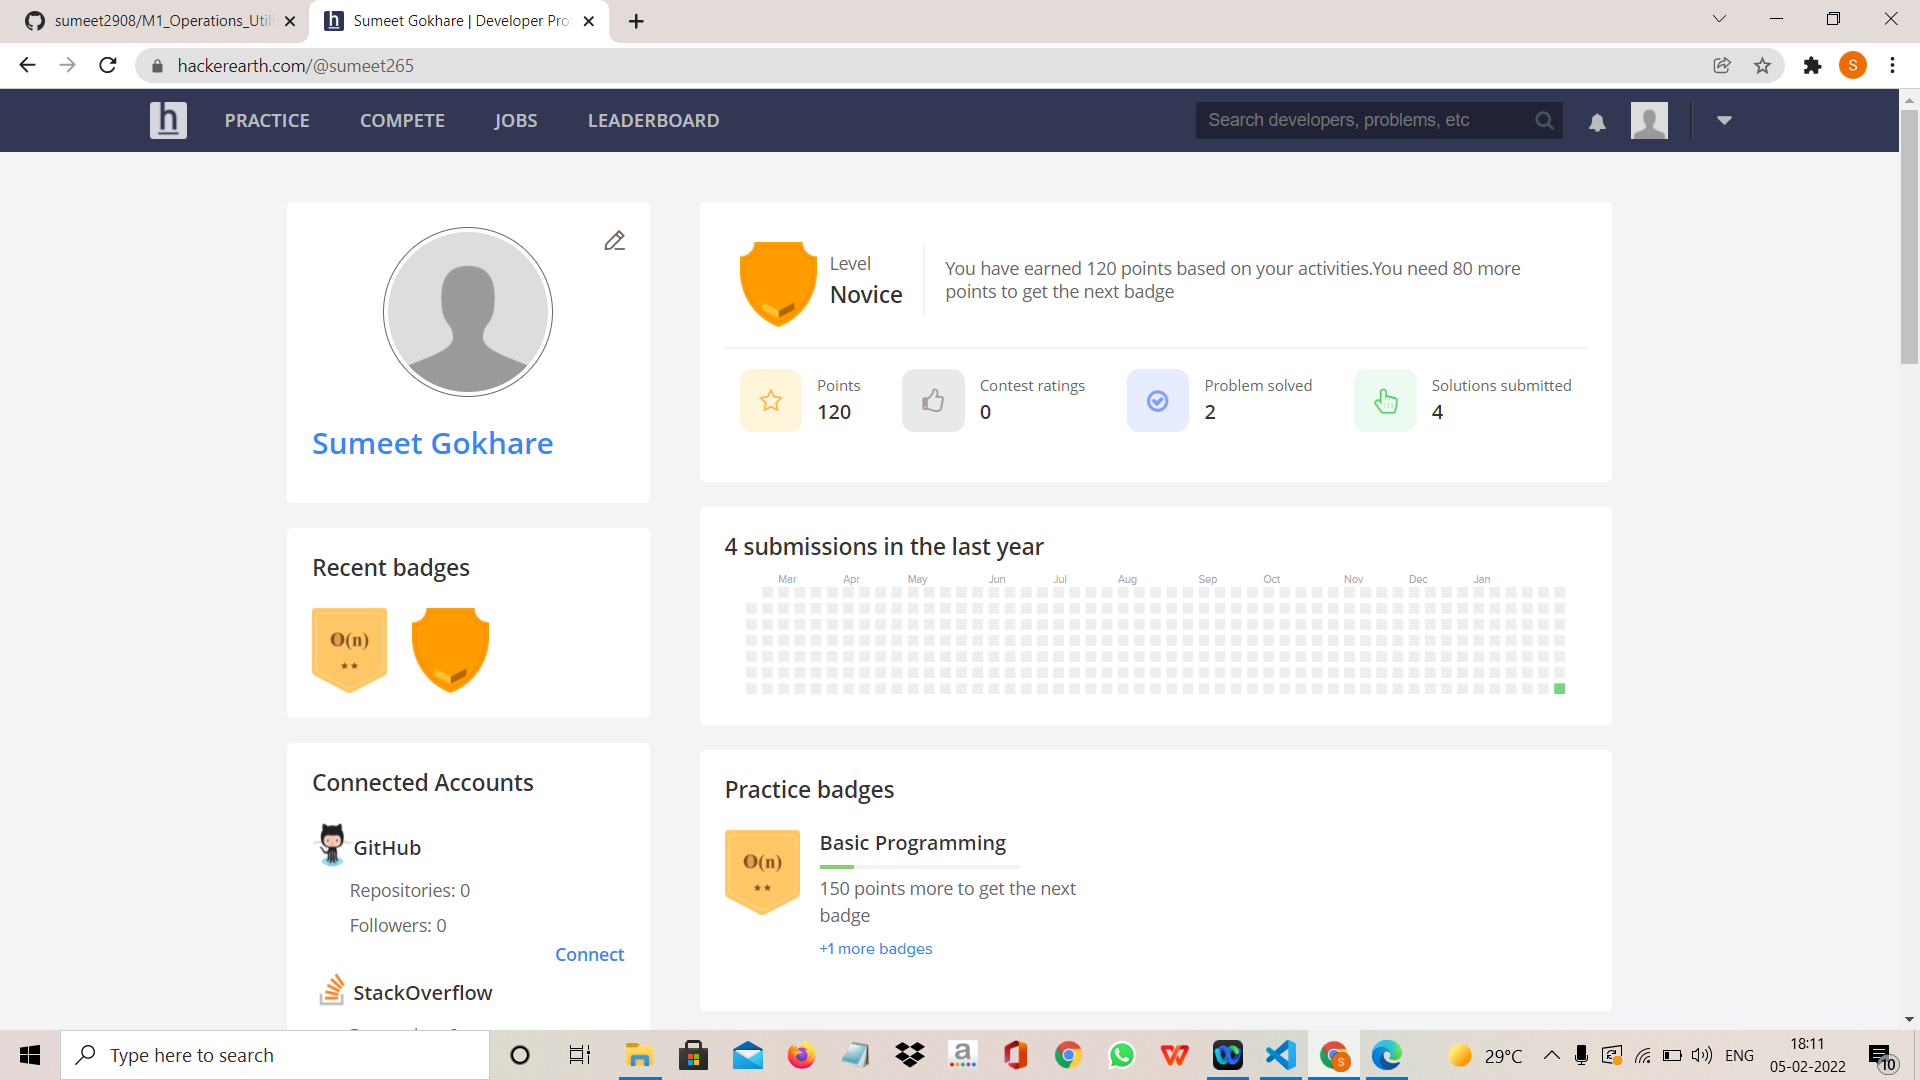 sumeet2908/M1_Operations_Util
Sumeet Gokhare | Developer Pro
hackerearth.com/@sumeet265
S
h
PRACTICE
COMPETE
JOBS
LEADERBOARD
Search developers, problems, etc
Sumeet Gokhare
Level
Novice
You have earned 120 points based on your activities.You need 80 more
points to get the next badge
Points
120
Contest ratings
0
Problem solved
2
Solutions submitted
4
Recent badges
O(n)
4 submissions in the last year
Mar Apr May Jun Jul Aug Sep Oct Nov Dec Jan
Connected Accounts
GitHub
Repositories: 0
Followers: 0
Connect
StackOverflow
Practice badges
O(n)
Basic Programming
150 points more to get the next
badge
+1 more badges
Type here to search
29°C
ENG
18:11
05-02-2022
10